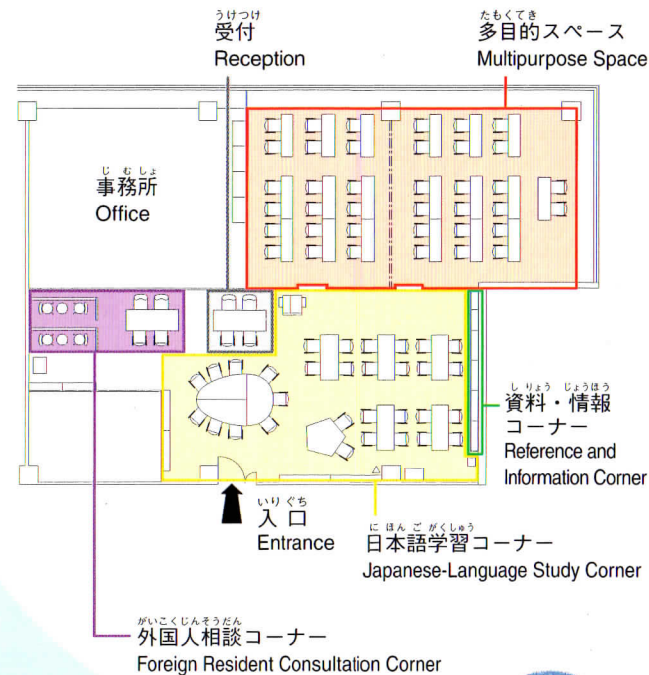 うけつけ
受付
Reception
たもくてき
多目的スペース
Multipurpose Space
じむしょ
事務所
Office
しりょう じょうほう
資料・情報
コーナー
Reference and
Information Corner
いりぐち
入口
Entrance
にほんごがくしゅう
日本語学習コーナー
Japanese-Language Study Corner
がいこくじんそうだん
外国人相談コーナー
Foreign Resident Consultation Corner